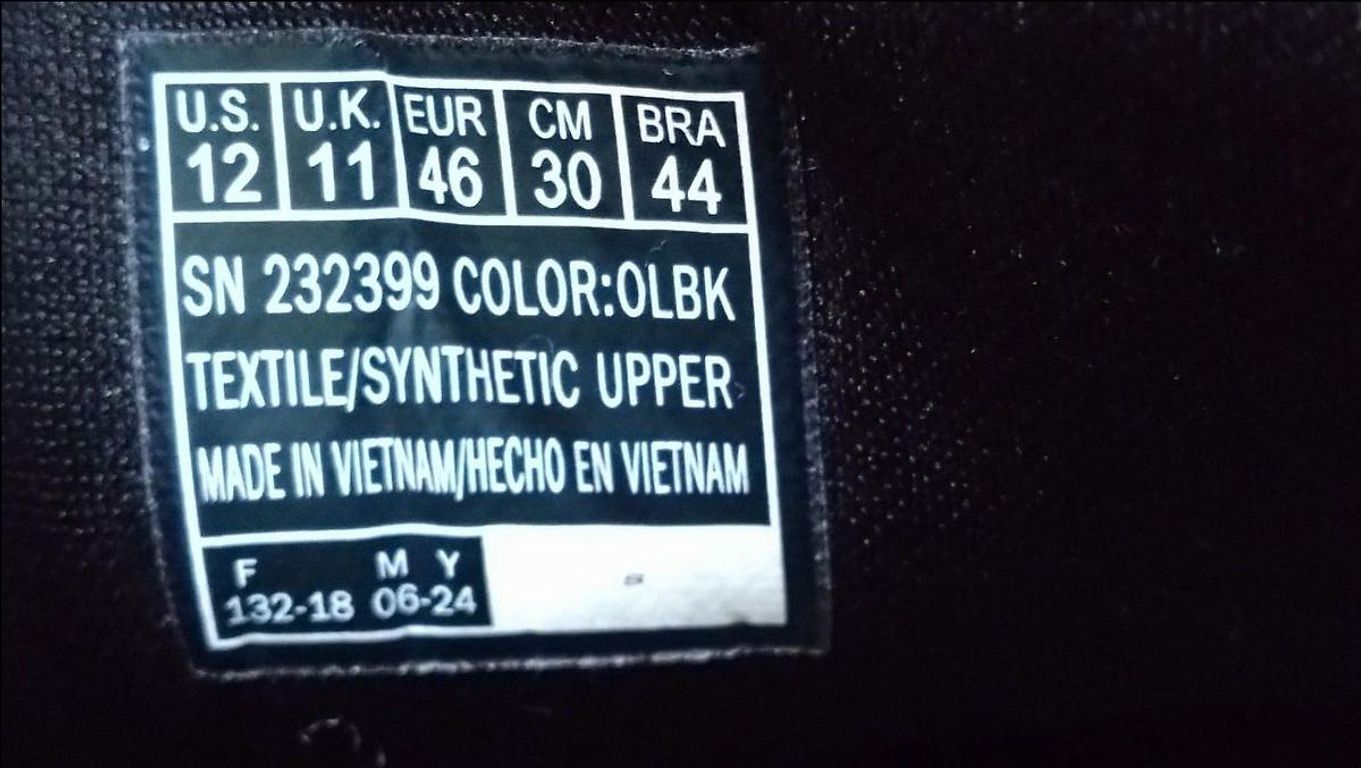 U.S. U.K. EUR CM BRA
12 11 46 30 44
SN 232399 COLOR:OLBK
TEXTILE/SYNTHETIC UPPER
MADE IN VIETNAM/HECHO EN VIETNAM
F M Y
132-18 06-24